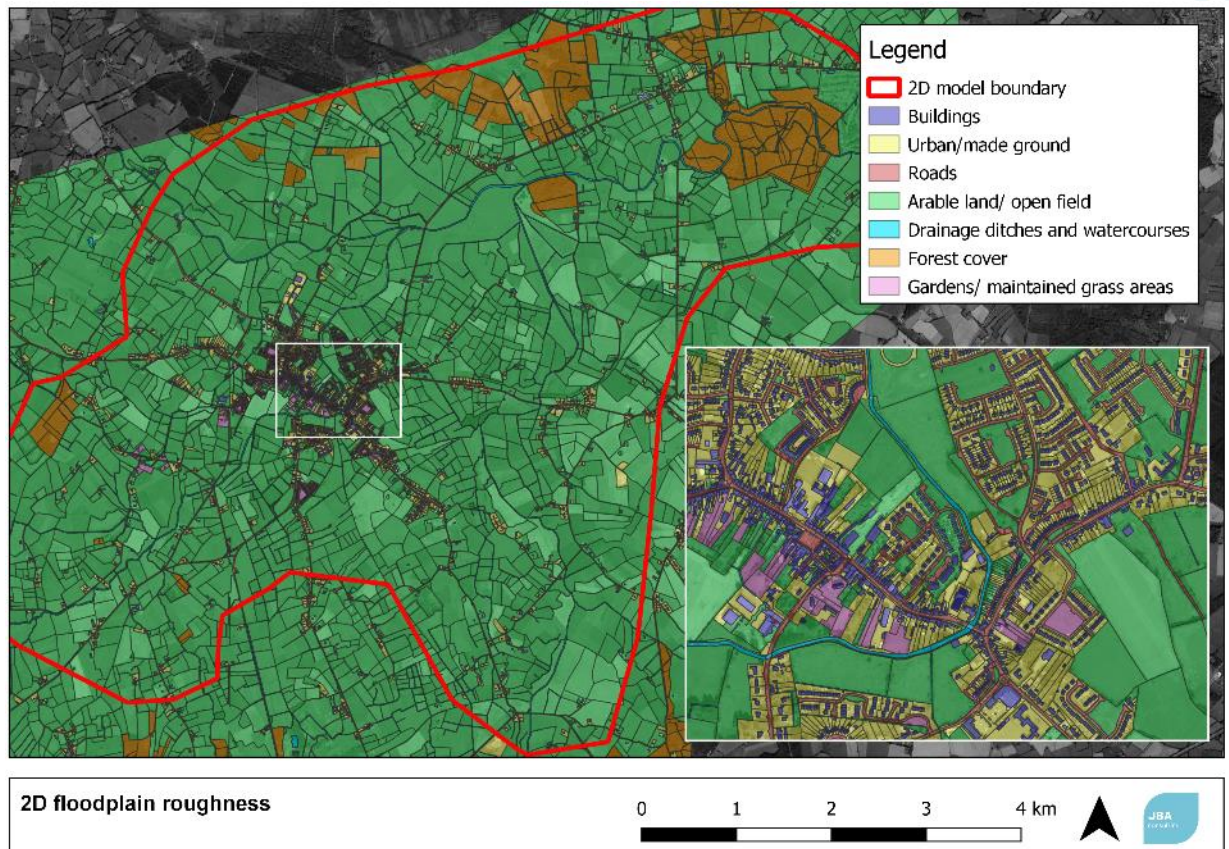 Legend
2D model boundary
Buildings
Urban/made ground
Roads
Arable land/ open field
Drainage ditches and watercourses
Forest cover
Gardens/ maintained grass areas
2D floodplain roughness
0 1 2 3 4 km
JBA